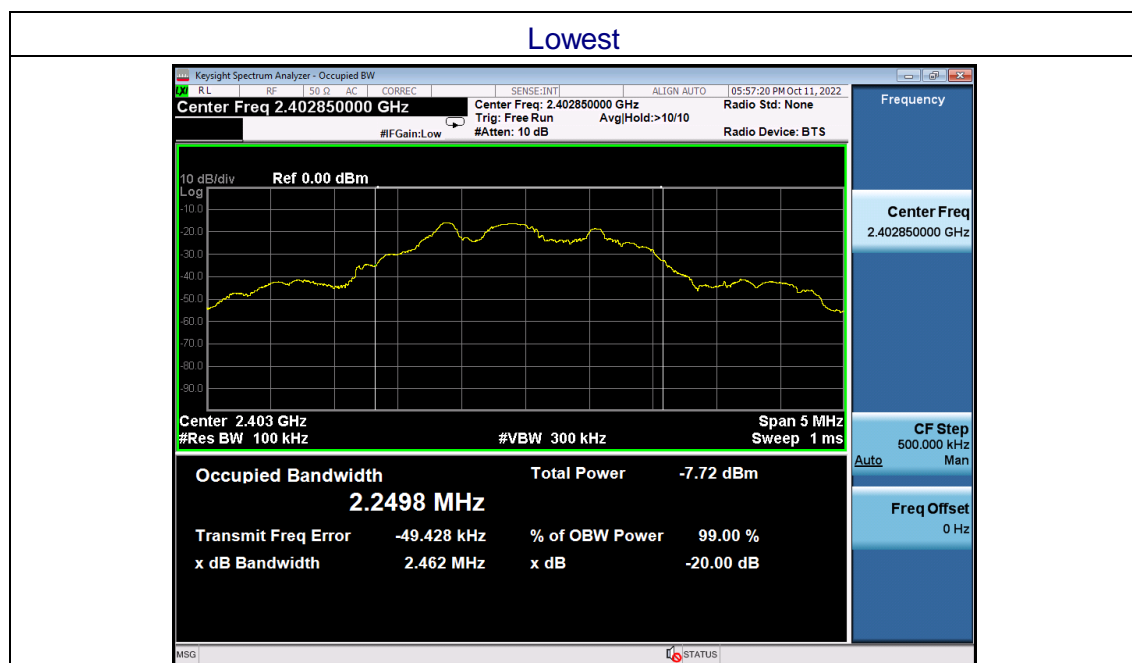 Lowest
Keysight Spectrum Analyzer - Occupied BW
LXI RL RF 50 Ω AC CORREC SENSE:INT ALIGN AUTO 05:57:20 PM Oct 11, 2022
Center Freq 2.402850000 GHz
Center Freq: 2.402850000 GHz
Radio Std: None
Trig: Free Run Avg|Hold:>10/10
#IFGain:Low #Atten: 10 dB
Radio Device: BTS
10 dB/div Ref 0.00 dBm
Log
-10.0
-20.0
-30.0
-40.0
-50.0
-60.0
-70.0
-80.0
-90.0
Center 2.403 GHz Span 5 MHz
#Res BW 100 kHz #VBW 300 kHz Sweep 1 ms
Occupied Bandwidth Total Power -7.72 dBm
2.2498 MHz
Transmit Freq Error -49.428 kHz % of OBW Power 99.00 %
x dB Bandwidth 2.462 MHz x dB -20.00 dB
Frequency
Center Freq
2.402850000 GHz
CF Step
500.000 kHz
Auto Man
Freq Offset
0 Hz
MSG STATUS